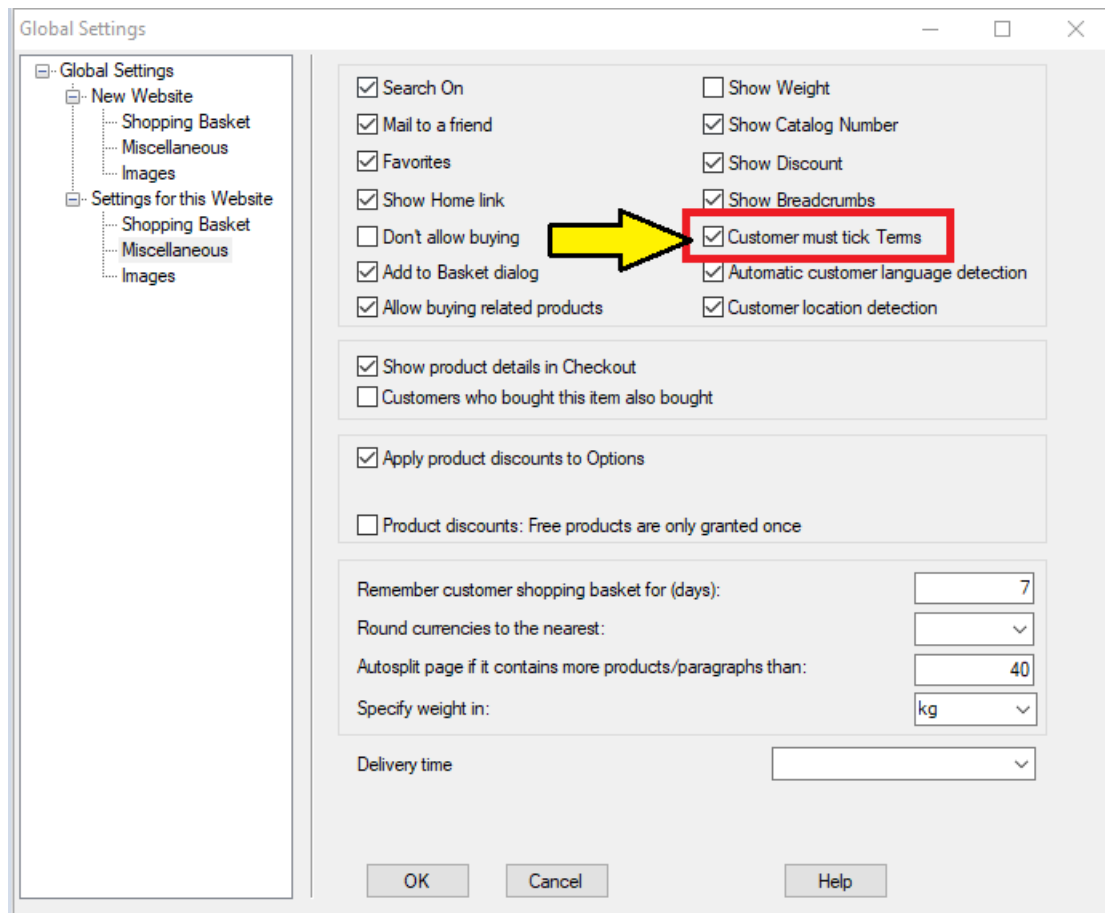 Global Settings
Global Settings
New Website
Shopping Basket
Miscellaneous
Images
Settings for this Website
Shopping Basket
Miscellaneous
Images
Search On
Mail to a friend
Favorites
Show Home link
Don't allow buying
Add to Basket dialog
Allow buying related products
Show Weight
Show Catalog Number
Show Discount
Show Breadcrumbs
Customer must tick Terms
Automatic customer language detection
Customer location detection
Show product details in Checkout
Customers who bought this item also bought
Apply product discounts to Options
Product discounts: Free products are only granted once
Remember customer shopping basket for (days): 7
Round currencies to the nearest:
Autosplit page if it contains more products/paragraphs than: 40
Specify weight in: kg
Delivery time
OK Cancel Help